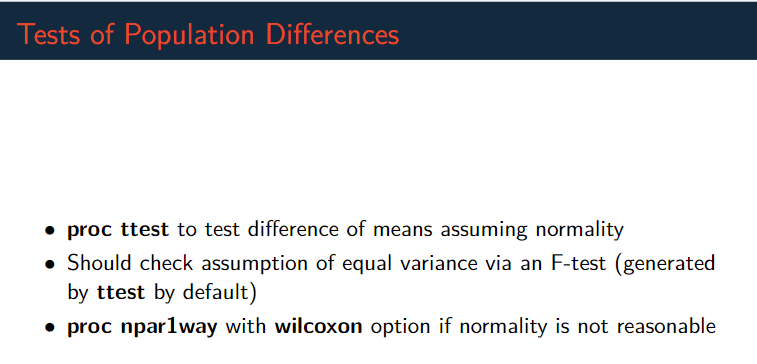 Tests of Population Differences
• proc ttest to test difference of means assuming normality
• Should check assumption of equal variance via an F-test (generated
by ttest by default)
• proc npar1way with wilcoxon option if normality is not reasonable